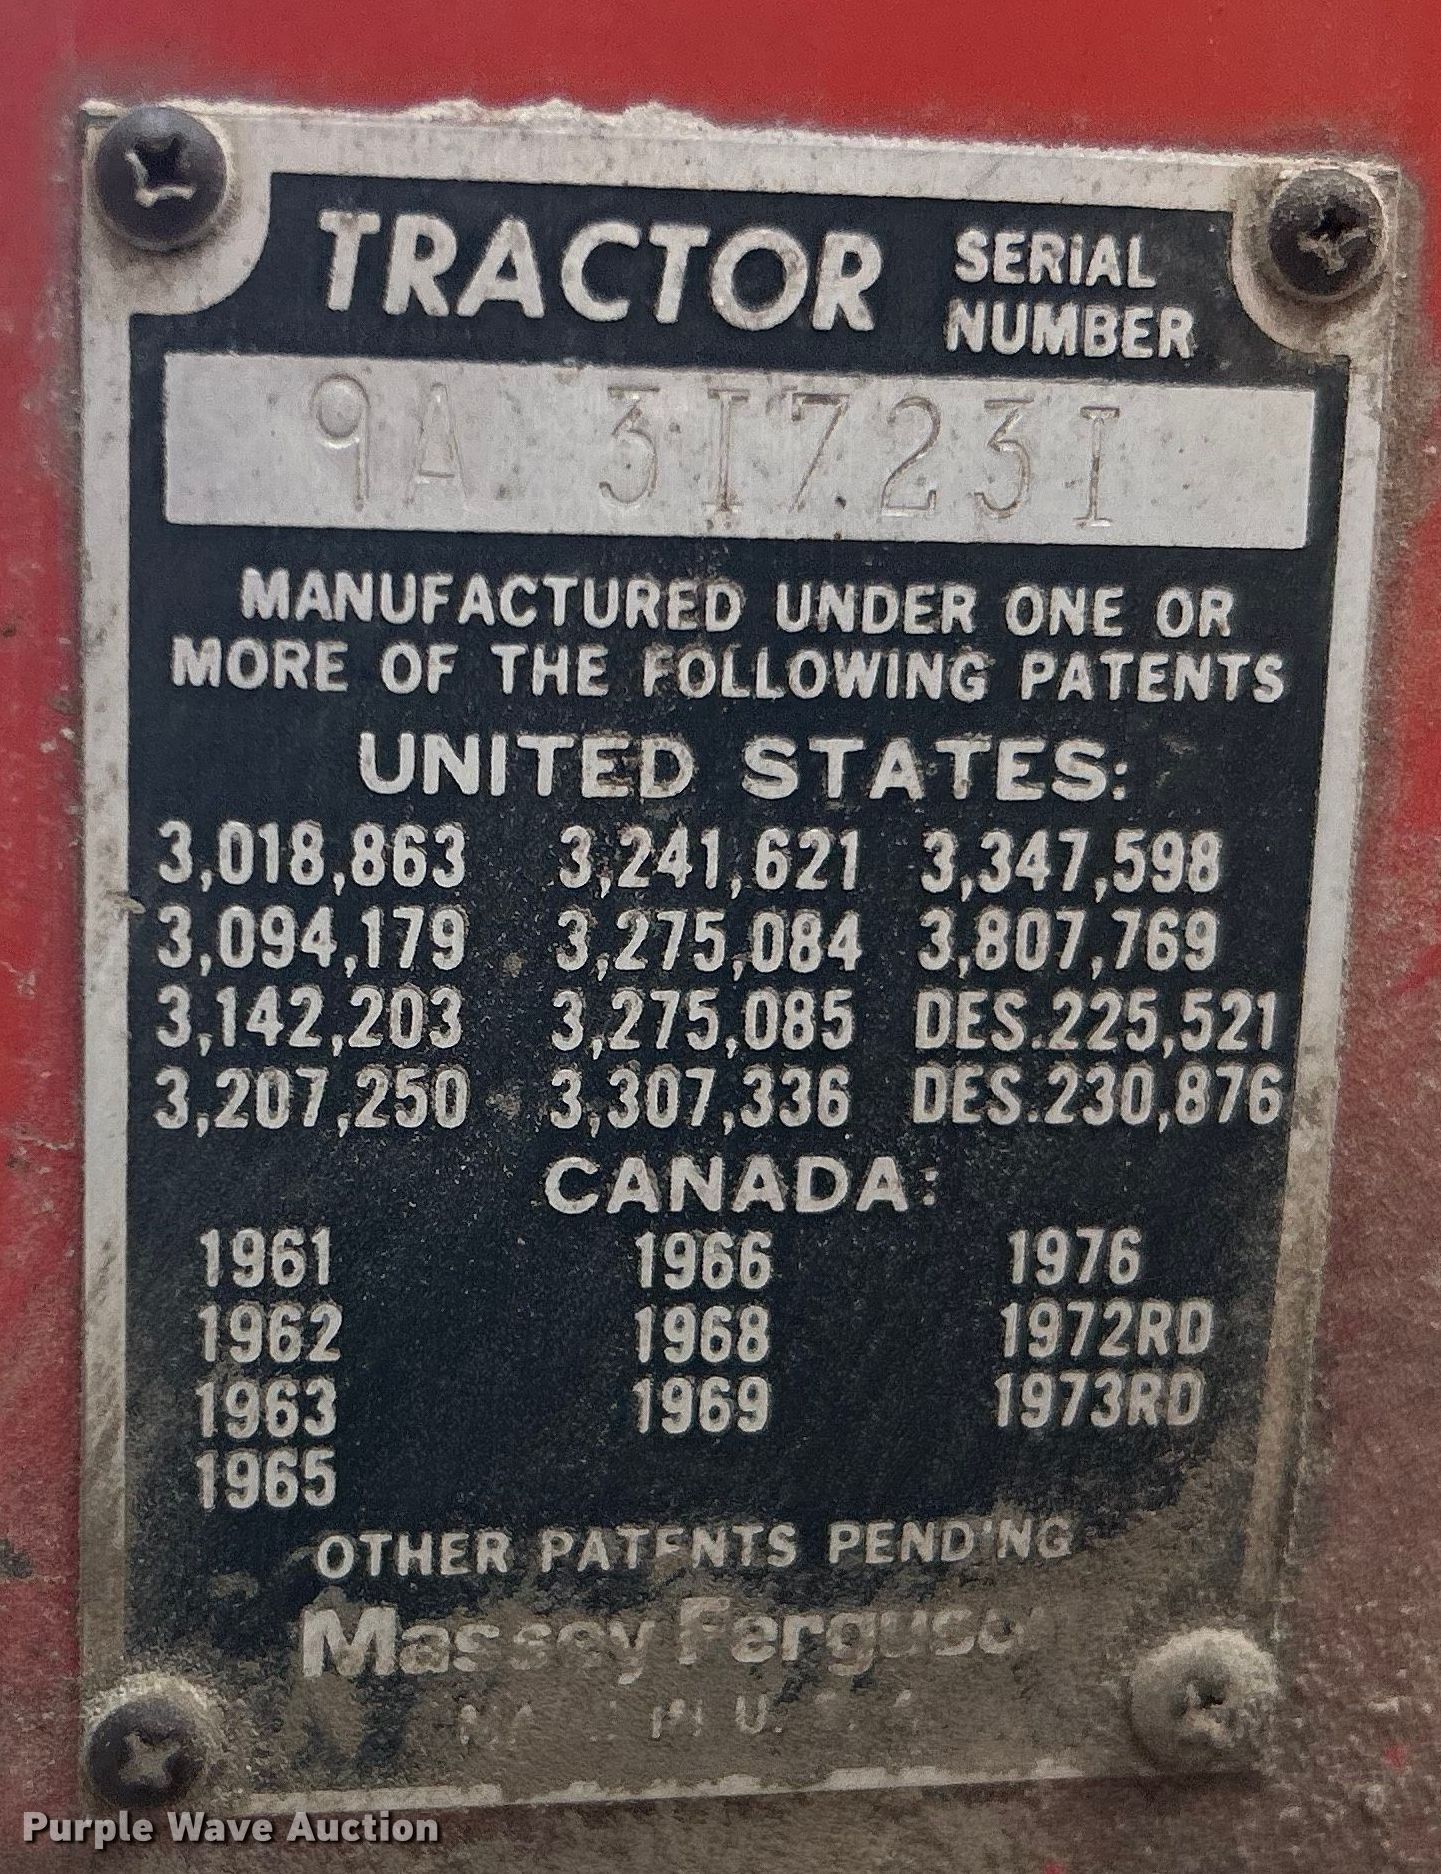 TRACTOR SERIAL NUMBER
9A 317231
MANUFACTURED UNDER ONE OR
MORE OF THE FOLLOWING PATENTS
UNITED STATES:
3,018,863 3,241,621 3,347,598
3,094,179 3,275,084 3,807,769
3,142,203 3,275,085 DES.225,521
3,207,250 3,307,336 DES.230,876
CANADA:
1961 1966 1976
1962 1968 1972RD
1963 1969 1973RD
1965
OTHER PATENTS PENDING
Massey Ferguson
IN U.
Purple Wave Auction